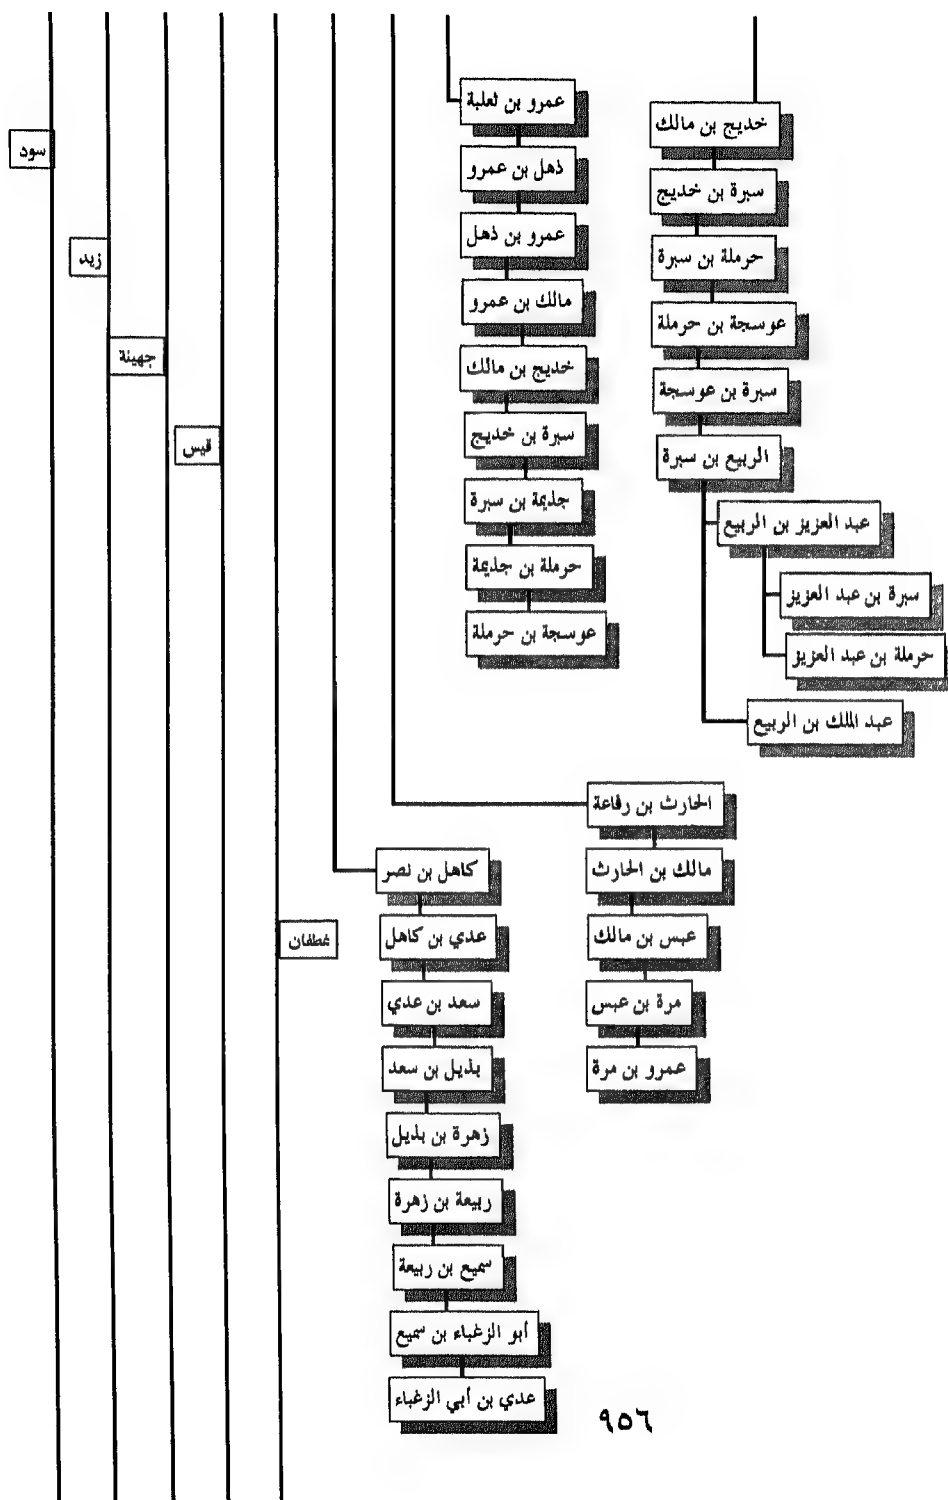 خديج بن مالك
سبرة بن خديج
حرملة بن سبرة
عوسجة بن حرملة
سبرة بن عوسجة
الربيع بن سبرة
عبد العزيز بن الربيع
سبرة بن عبد العزيز
حرملة بن عبد العزيز
عبد الملك بن الربيع
عمرو بن ثعلبة
ذهل بن عمرو
عمرو بن ذهل
مالك بن عمرو
خديج بن مالك
سبرة بن خديج
جذيمة بن سبرة
حرملة بن جذيمة
عوسجة بن حرملة
سود
زيد
جهينة
قيس
الحارث بن رفاعة
مالك بن الحارث
عبس بن مالك
مرة بن عبس
عمرو بن مرة
كاهل بن نصر
عدي بن كاهل
سعد بن عدي
بذيل بن سعد
زهرة بن بذيل
ربيعة بن زهرة
سميع بن ربيعة
أبو الزغباء بن سميع
عدي بن أبي الزغباء
غطفان
٩٥٦